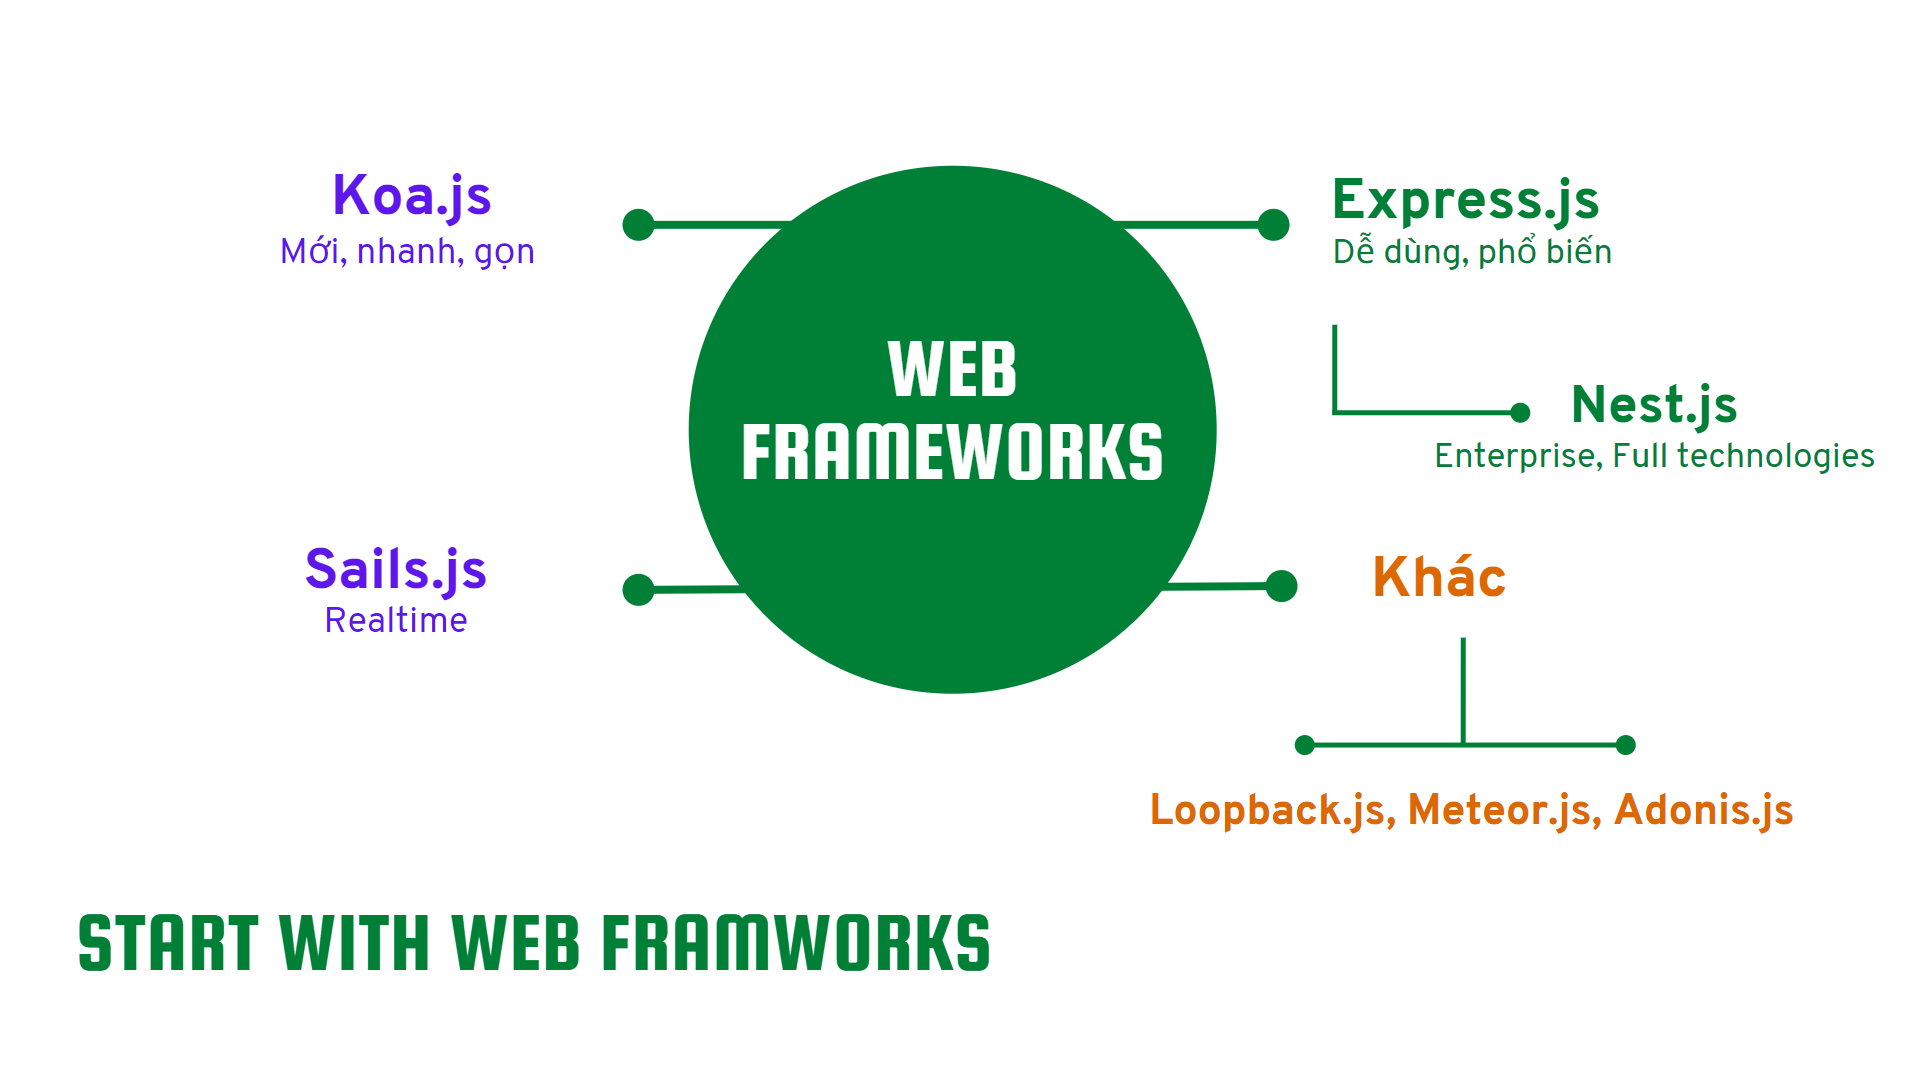 Koa.js
Mới, nhanh, gọn
Express.js
Dễ dùng, phổ biến
WEB
FRAMEWORKS
Nest.js
Enterprise, Full technologies
Sails.js
Realtime
Khác
Loopback.js, Meteor.js, Adonis.js
START WITH WEB FRAMWORKS